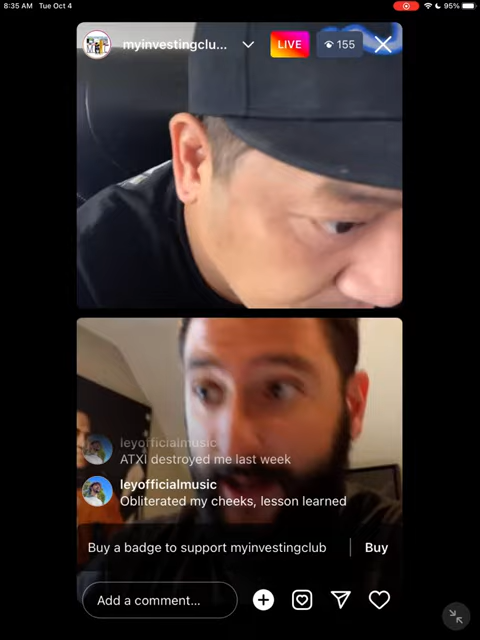 8:35 AM Tue Oct 4
95%
myinvestingclu...
LIVE
155
leyofficialmusic
ATXI destroyed me last week
leyofficialmusic
Obliterated my cheeks, lesson learned
Buy a badge to support myinvestingclub
Buy
Add a comment...